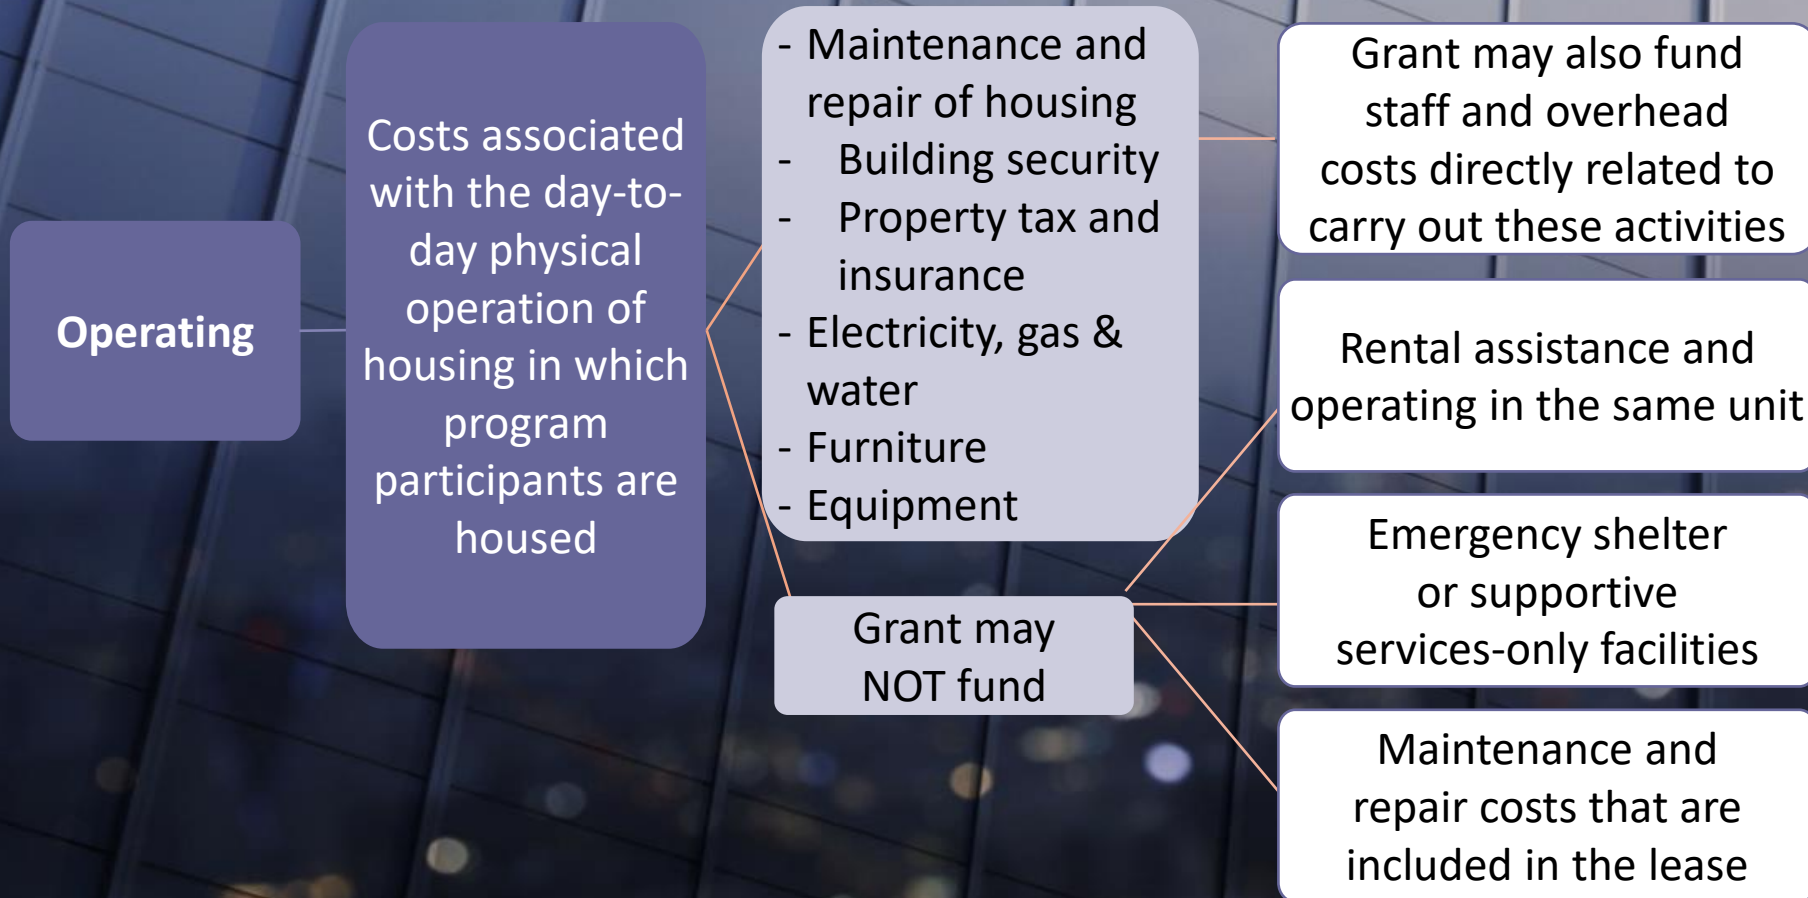 Operating
Costs associated
with the day-to-
day physical
operation of
housing in which
program
participants are
housed
- Maintenance and
repair of housing
- Building security
- Property tax and
insurance
- Electricity, gas &
water
- Furniture
- Equipment
Grant may
NOT fund
Grant may also fund
staff and overhead
costs directly related to
carry out these activities
Rental assistance and
operating in the same unit
Emergency shelter
or supportive
services-only facilities
Maintenance and
repair costs that are
included in the lease